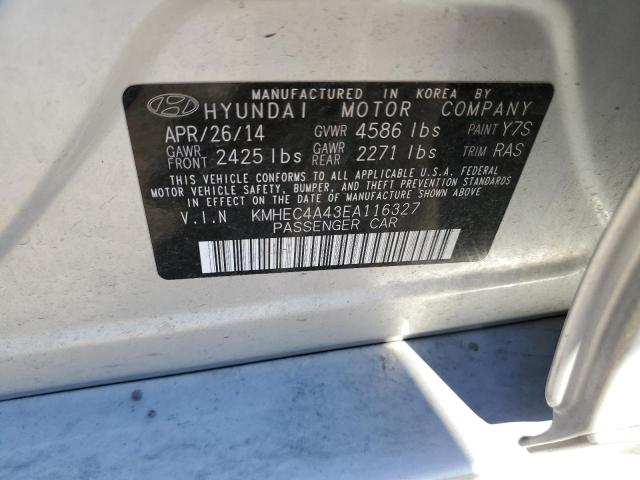 MANUFACTURED IN KOREA BY
HYUNDAI MOTOR COMPANY
APR/26/14 GVWR 4586 lbs PAINT Y7S
GAWR FRONT 2425 lbs GAWR REAR 2271 lbs TRIM RAS
THIS VEHICLE CONFORMS TO ALL APPLICABLE U.S.A. FEDERAL
MOTOR VEHICLE SAFETY, BUMPER, AND THEFT PREVENTION STANDARDS
IN EFFECT ON THE DATE OF MANUFACTURE SHOWN ABOVE.
V.I.N KMHEC4A43EA116327
PASSENGER CAR